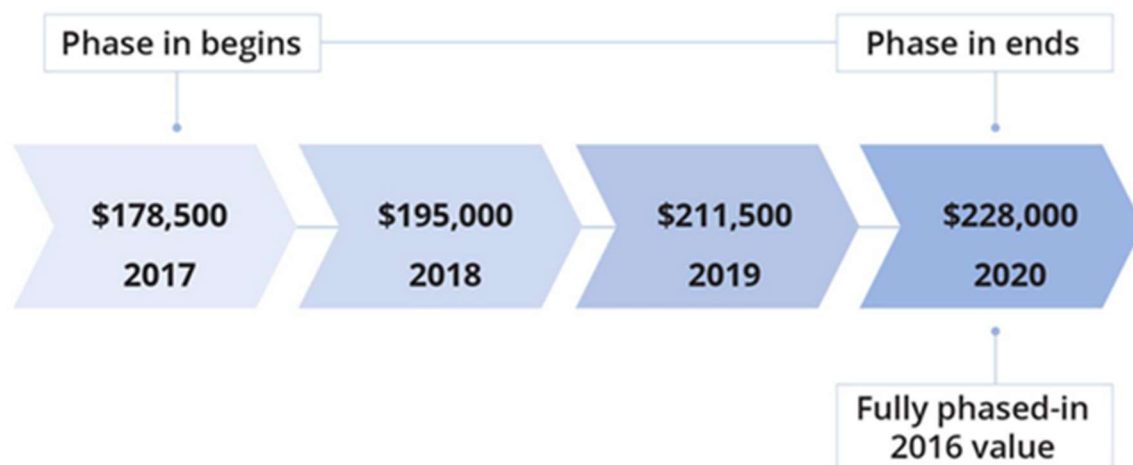 Phase in begins
Phase in ends
$178,500
2017
$195,000
2018
$211,500
2019
$228,000
2020
Fully phased-in
2016 value